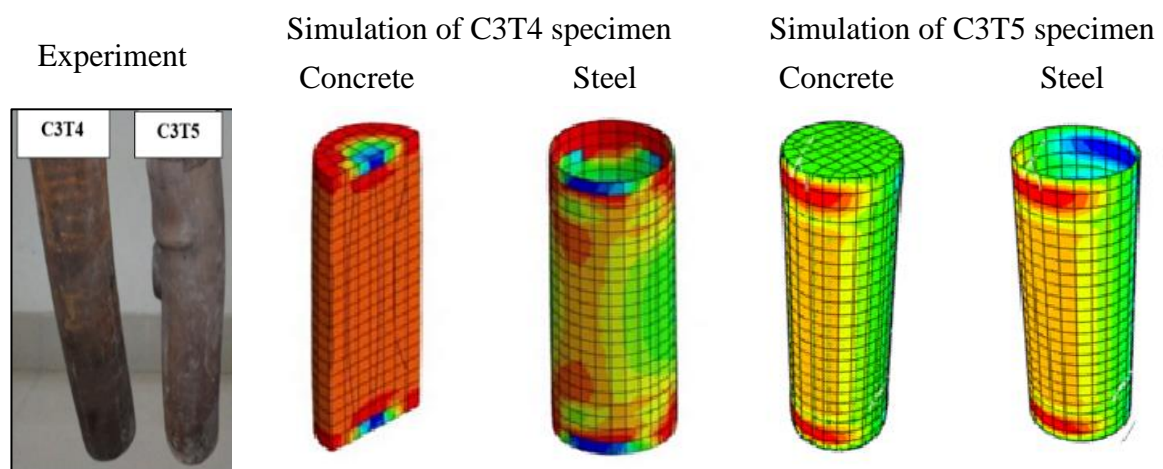 Experiment
Simulation of C3T4 specimen
Simulation of C3T5 specimen
Concrete
Steel
Concrete
Steel
C3T4
C3T5